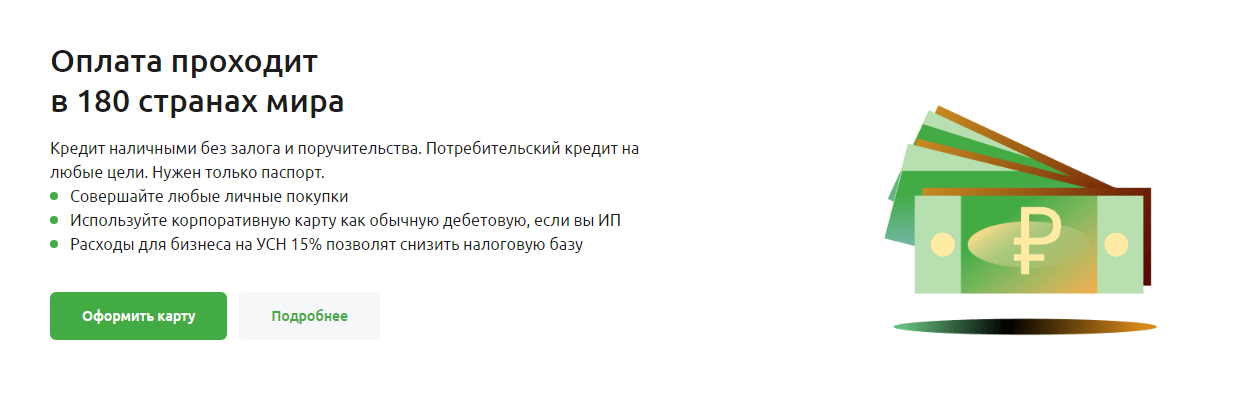 Оплата проходит
в 180 странах мира
Кредит наличными без залога и поручительства. Потребительский кредит на
любые цели. Нужен только паспорт.
Совершайте любые личные покупки
Используйте корпоративную карту как обычную дебетовую, если вы ИП
Расходы для бизнеса на УСН 15% позволят снизить налоговую базу
Оформить карту
Подробнее
₽